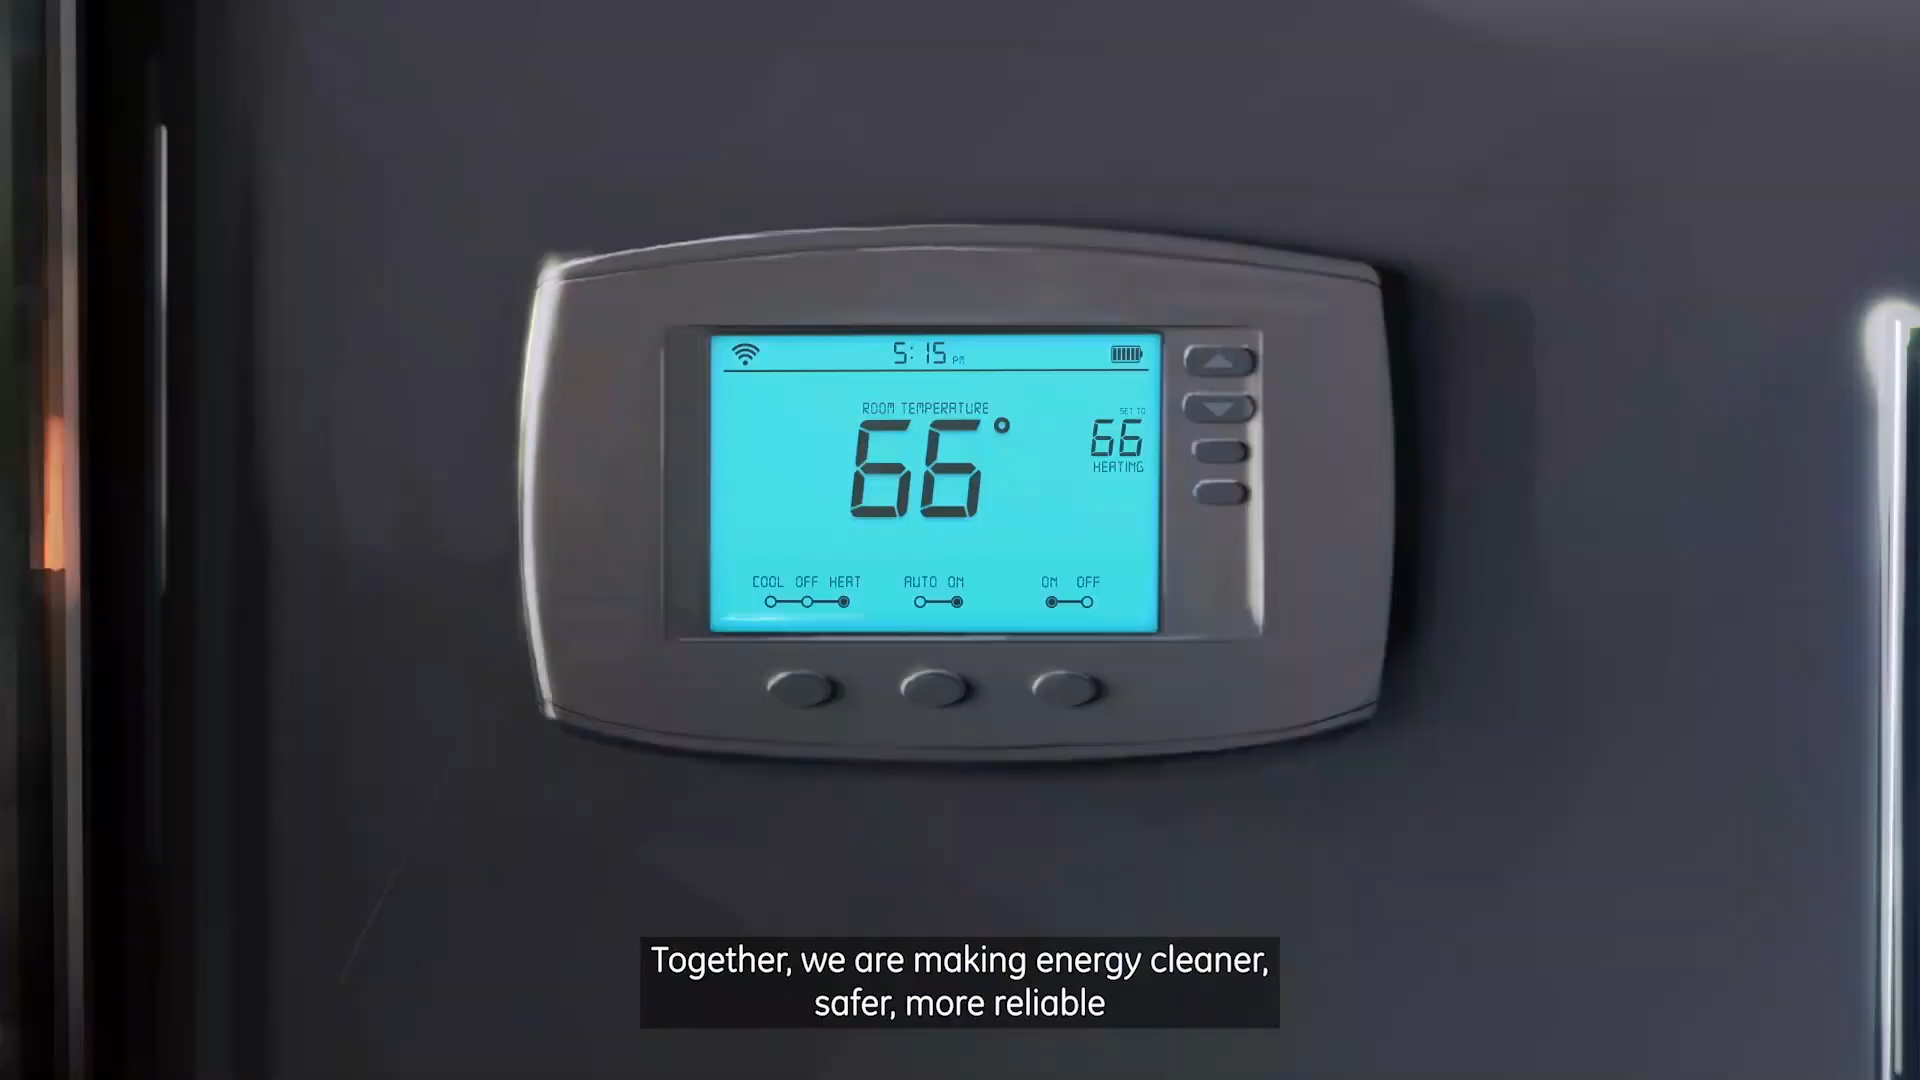 5:15 PM
ROOM TEMPERATURE
66°
SET TO
66
HEATING
COOL OFF HEAT
AUTO ON
ON OFF
Together, we are making energy cleaner,
safer, more reliable